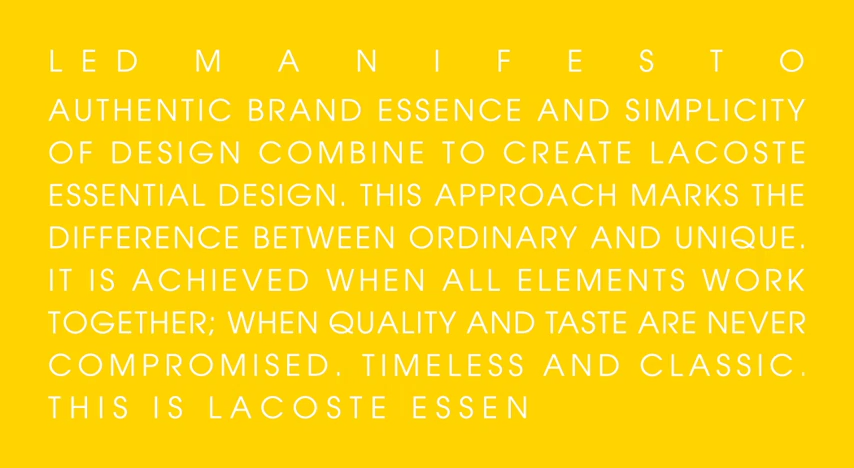 LED MANIFESTO
AUTHENTIC BRAND ESSENCE AND SIMPLICITY
OF DESIGN COMBINE TO CREATE LACOSTE
ESSENTIAL DESIGN. THIS APPROACH MARKS THE
DIFFERENCE BETWEEN ORDINARY AND UNIQUE.
IT IS ACHIEVED WHEN ALL ELEMENTS WORK
TOGETHER; WHEN QUALITY AND TASTE ARE NEVER
COMPROMISED. TIMELESS AND CLASSIC.
THIS IS LACOSTE ESSEN